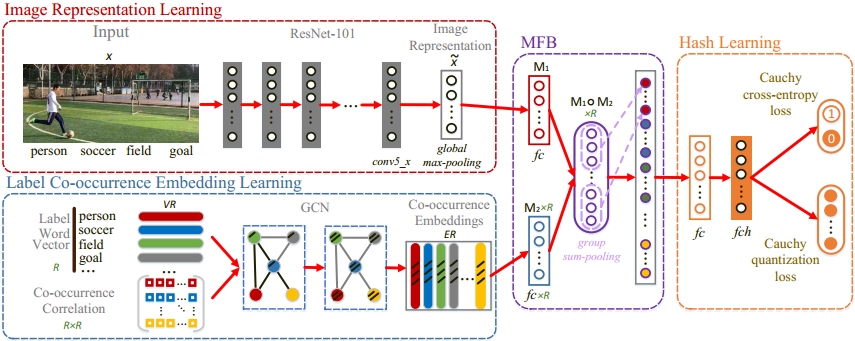 Image Representation Learning
Input
x
person soccer field goal
ResNet-101
...
conv5_x
Image
Representation
x̃
global
max-pooling
Label Co-occurrence Embedding Learning
Label
Word
Vector
R
person
soccer
field
goal
...
VR
...
Co-occurrence
Correlation
R×R
GCN
Co-occurrence
Embeddings
ER
...
MFB
M₁
fc
M₂×R
fc×R
M₁∘M₂
×R
group
sum-pooling
Hash Learning
fc
fch
Cauchy
cross-entropy
loss
1
0
Cauchy
quantization
loss